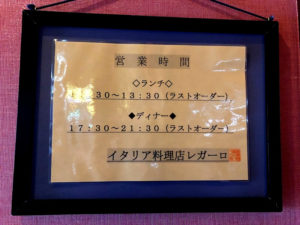 営業時間
◇ランチ◇
:30〜13:30（ラストオーダー）
◆ディナー◆
17:30〜21:30（ラストオーダー）
イタリア料理店レガーロ